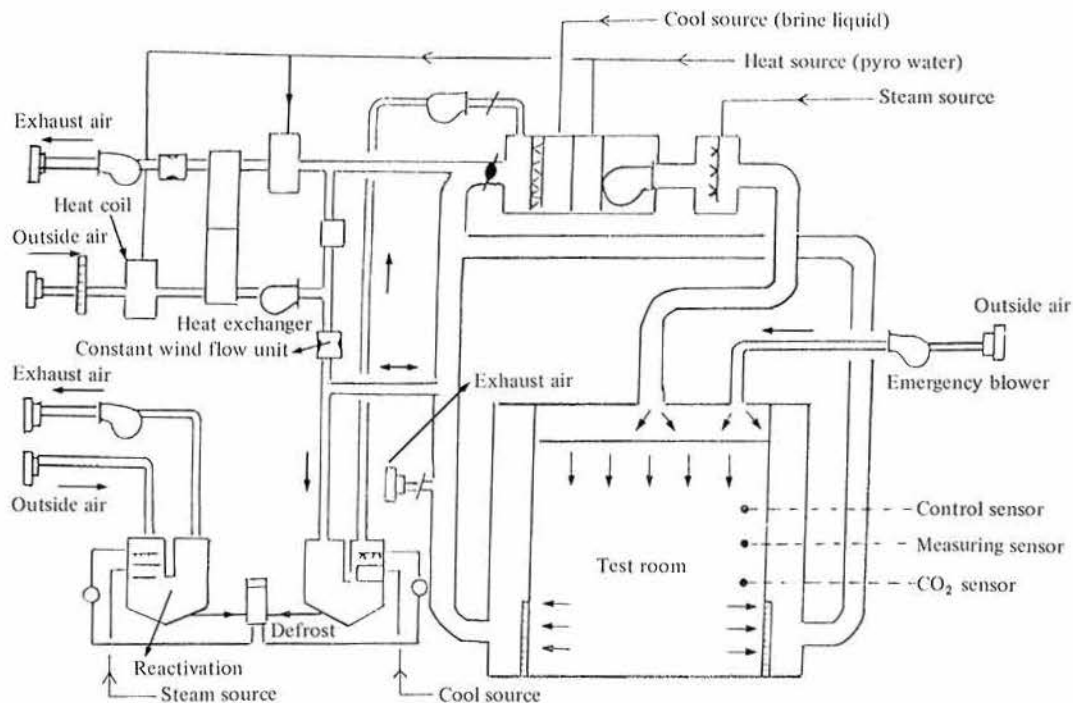 Cool source (brine liquid)
Heat source (pyro water)
Steam source
Exhaust air
Heat coil
Outside air
Heat exchanger
Constant wind flow unit
Outside air
Emergency blower
Exhaust air
Exhaust air
Outside air
Control sensor
Measuring sensor
Test room
CO₂ sensor
Defrost
Reactivation
Steam source
Cool source